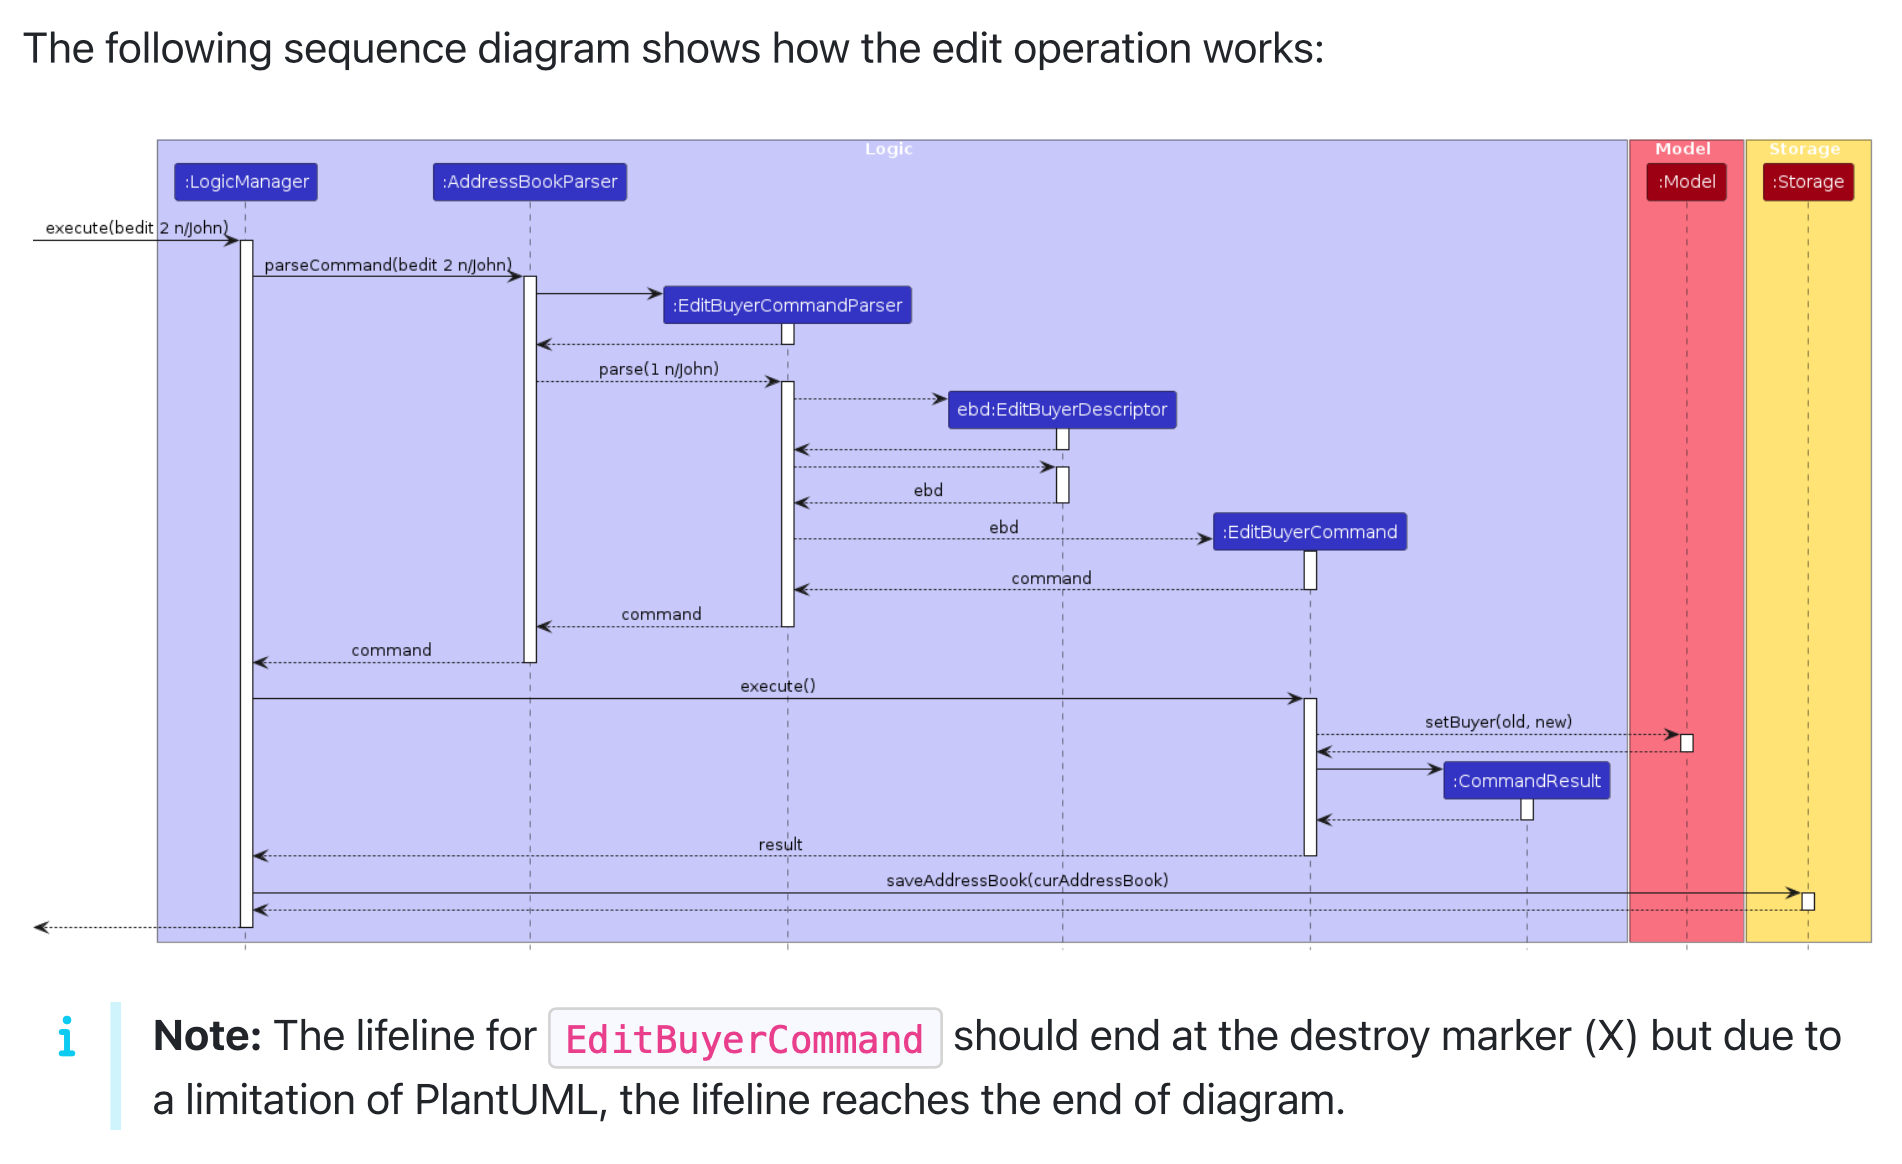 The following sequence diagram shows how the edit operation works:
Logic
Model
Storage
:LogicManager
:AddressBookParser
:Model
:Storage
execute(bedit 2 n/John)
parseCommand(bedit 2 n/John)
:EditBuyerCommandParser
parse(1 n/John)
ebd:EditBuyerDescriptor
ebd
ebd
:EditBuyerCommand
command
command
command
execute()
setBuyer(old, new)
:CommandResult
result
saveAddressBook(curAddressBook)
i
Note: The lifeline for EditBuyerCommand should end at the destroy marker (X) but due to
a limitation of PlantUML, the lifeline reaches the end of diagram.